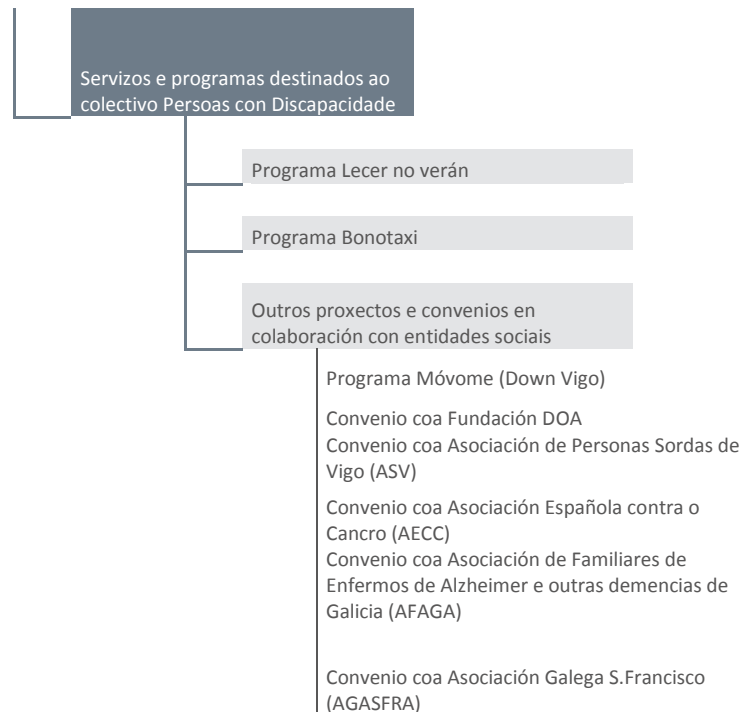 Servizos e programas destinados ao
colectivo Persoas con Discapacidade
Programa Lecer no verán
Programa Bonotaxi
Outros proxectos e convenios en
colaboración con entidades sociais
Programa Móvome (Down Vigo)
Convenio coa Fundación DOA
Convenio coa Asociación de Personas Sordas de
Vigo (ASV)
Convenio coa Asociación Española contra o
Cancro (AECC)
Convenio coa Asociación de Familiares de
Enfermos de Alzheimer e outras demencias de
Galicia (AFAGA)
Convenio coa Asociación Galega S.Francisco
(AGASFRA)